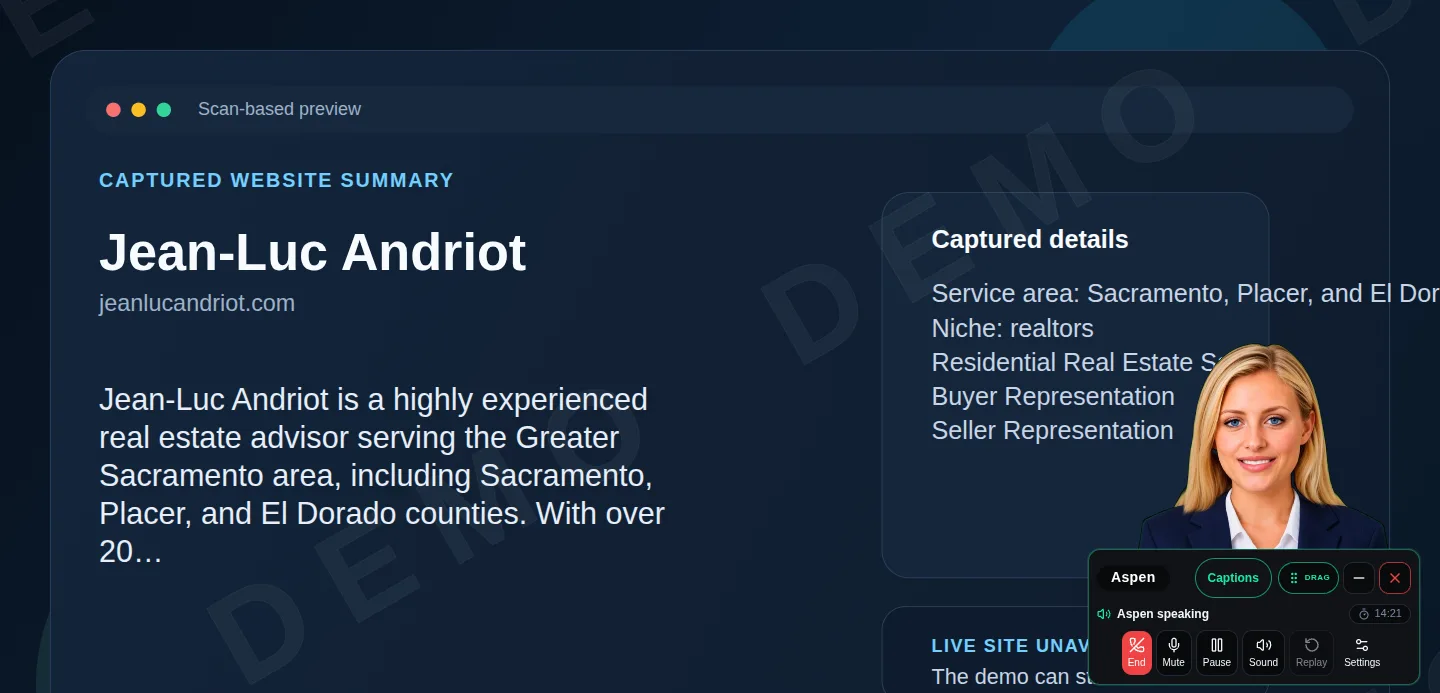 Scan-based preview
CAPTURED WEBSITE SUMMARY
Jean-Luc Andriot
jeanlucandriot.com
Jean-Luc Andriot is a highly experienced
real estate advisor serving the Greater
Sacramento area, including Sacramento,
Placer, and El Dorado counties. With over
20…
Captured details
Service area: Sacramento, Placer, and El
Niche: realtors
Residential Real Estate
Buyer Representation
Seller Representation
LIVE SITE
The demo can
Aspen
Captions
DRAG
Aspen speaking
14:21
End
Mute
Pause
Sound
Replay
Settings
DEMO
DEMO